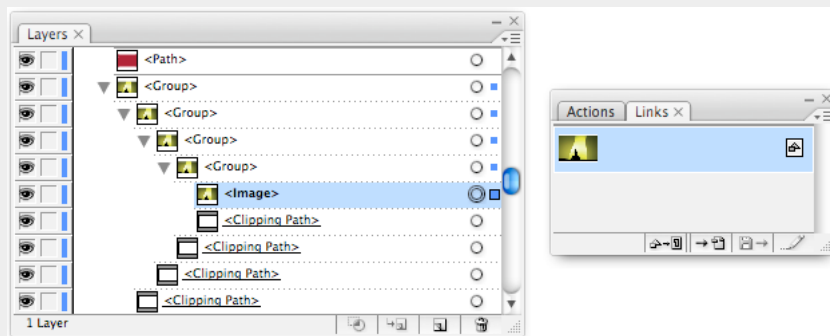 Layers
<Path>
<Group>
<Group>
<Group>
<Group>
<Image>
<Clipping Path>
<Clipping Path>
<Clipping Path>
<Clipping Path>
1 Layer
Actions Links